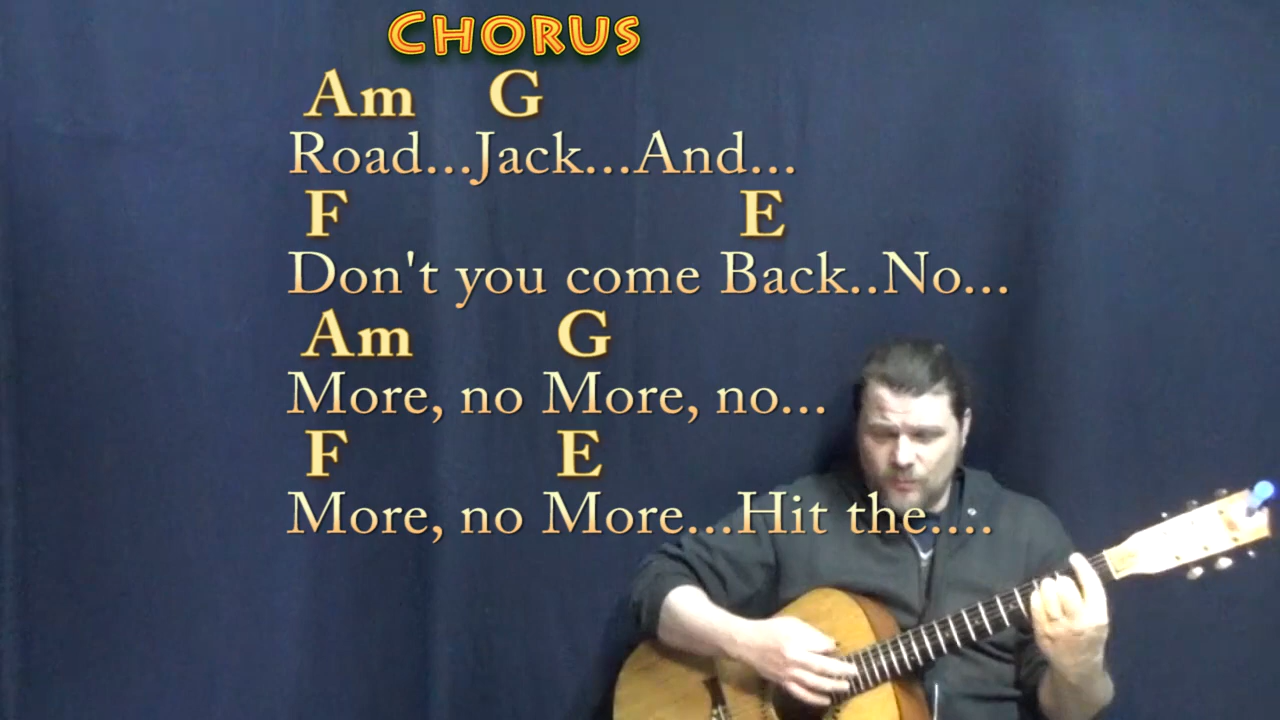 CHORUS
Am G
Road...Jack...And...
F E
Don't you come Back..No...
Am G
More, no More, no...
F E
More, no More...Hit the....